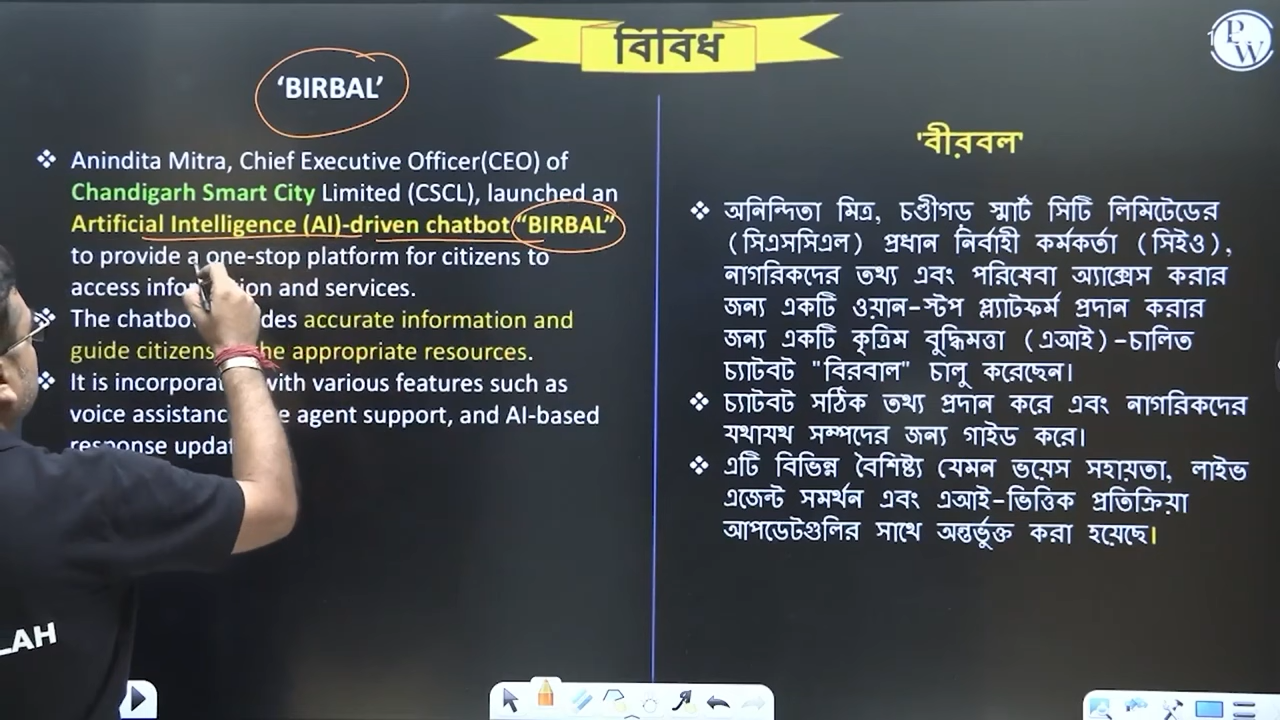 বিবিধ
PW
‘BIRBAL’
Anindita Mitra, Chief Executive Officer(CEO) of
Chandigarh Smart City Limited (CSCL), launched an
Artificial Intelligence (AI)-driven chatbot “BIRBAL”
to provide a one-stop platform for citizens to
access and services.
The accurate information and
guide the appropriate resources.
It is with various features such as
voice agent support, and AI-based
response
'বীরবল'
অনিন্দিতা মিত্র, চণ্ডীগড় স্মার্ট সিটি লিমিটেডের
(সিএসসিএল) প্রধান নির্বাহী কর্মকর্তা (সিইও),
নাগরিকদের তথ্য এবং পরিষেবা অ্যাক্সেস করার
জন্য একটি ওয়ান-স্টপ প্ল্যাটফর্ম প্রদান করার
জন্য একটি কৃত্রিম বুদ্ধিমত্তা (এআই)-চালিত
চ্যাটবট "বিরবাল" চালু করেছেন।
চ্যাটবট সঠিক তথ্য প্রদান করে এবং নাগরিকদের
যথাযথ সম্পদের জন্য গাইড করে।
এটি বিভিন্ন বৈশিষ্ট্য যেমন ভয়েস সহায়তা, লাইভ
এজেন্ট সমর্থন এবং এআই-ভিত্তিক প্রতিক্রিয়া
আপডেটগুলির সাথে অন্তর্ভুক্ত করা হয়েছে।
LAH